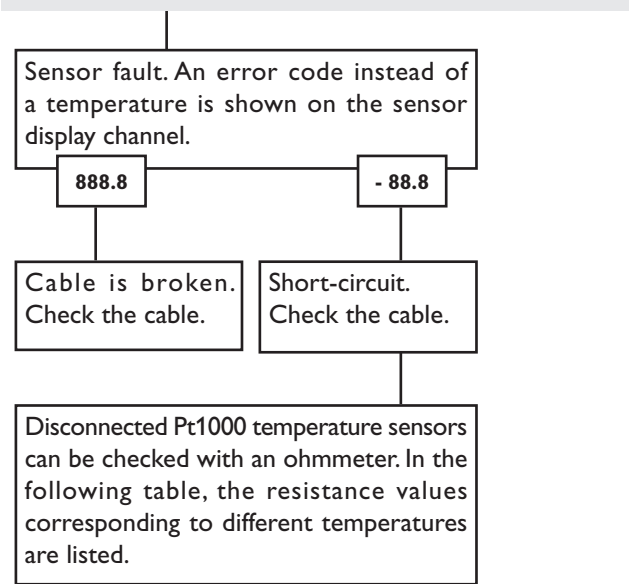 Sensor fault. An error code instead of
a temperature is shown on the sensor
display channel.
888.8
- 88.8
Cable is broken.
Check the cable.
Short-circuit.
Check the cable.
Disconnected Pt1000 temperature sensors
can be checked with an ohmmeter. In the
following table, the resistance values
corresponding to different temperatures
are listed.